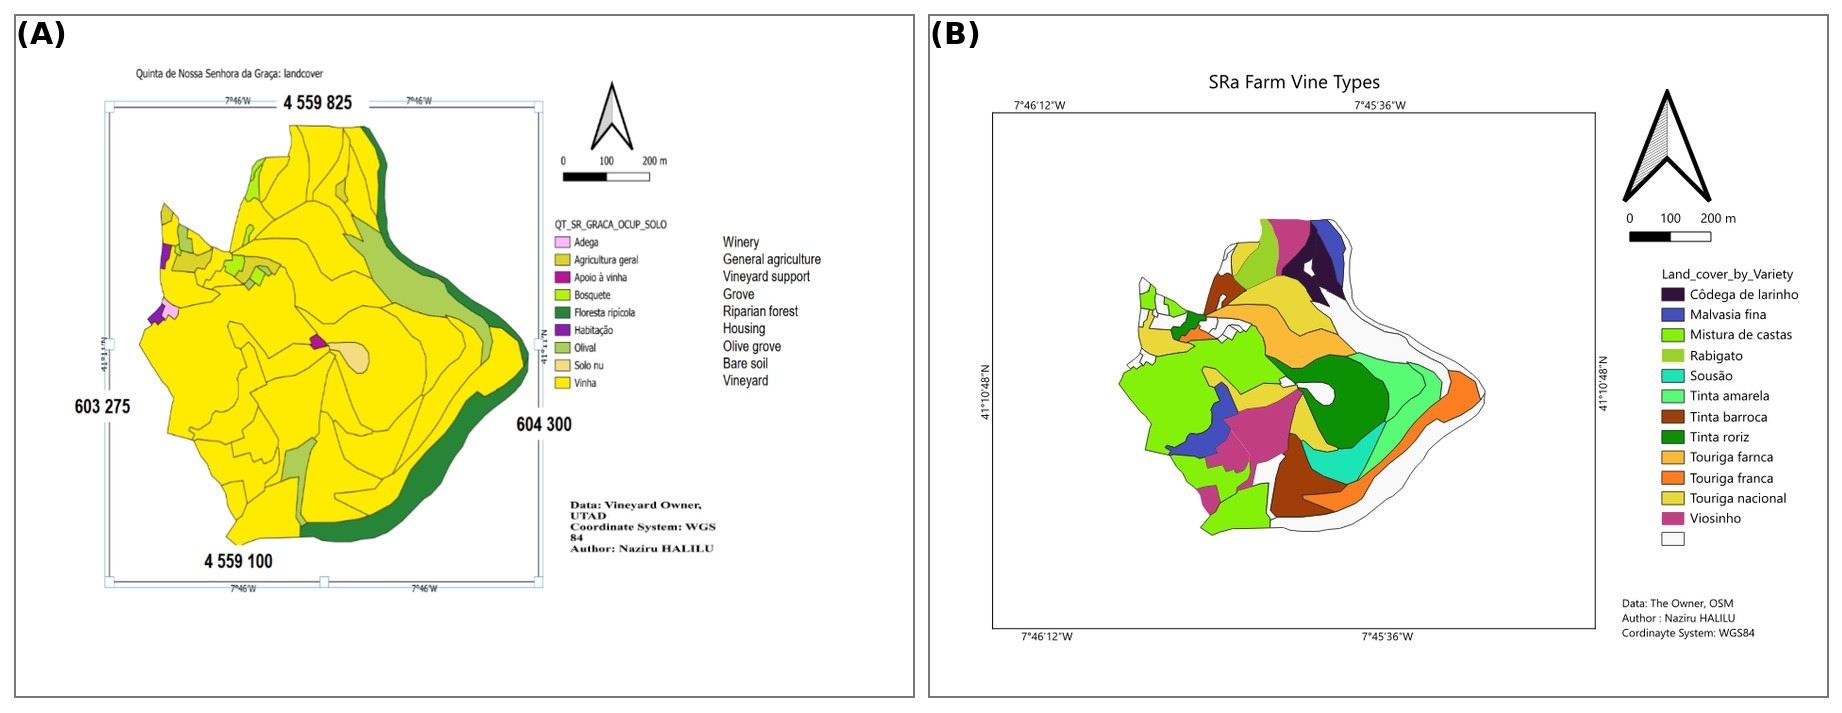 (A)
Quinta de Nossa Senhora da Graça: landcover
7°46'W 4 559 825 7°46'W
0 100 200 m
QT_SR_GRACA_OCUP_SOLO
Adega Winery
Agricultura geral General agriculture
Apoio à vinha Vineyard support
Bosquete Grove
Floresta ripícola Riparian forest
Habitação Housing
Olival Olive grove
Solo nu Bare soil
Vinha Vineyard
603 275
604 300
Data: Vineyard Owner,
UTAD
Coordinate System: WGS
84
Author: Naziru HALILU
4 559 100
7°46'W 7°46'W
(B)
SRa Farm Vine Types
7°46'12"W 7°45'36"W
41°10'48"N
41°10'48"N
0 100 200 m
Land_cover_by_Variety
Côdega de larinho
Malvasia fina
Mistura de castas
Rabigato
Sousão
Tinta amarela
Tinta barroca
Tinta roriz
Touriga farnca
Touriga franca
Touriga nacional
Viosinho
7°46'12"W 7°45'36"W
Data: The Owner, OSM
Author : Naziru HALILU
Cordinayte System: WGS84